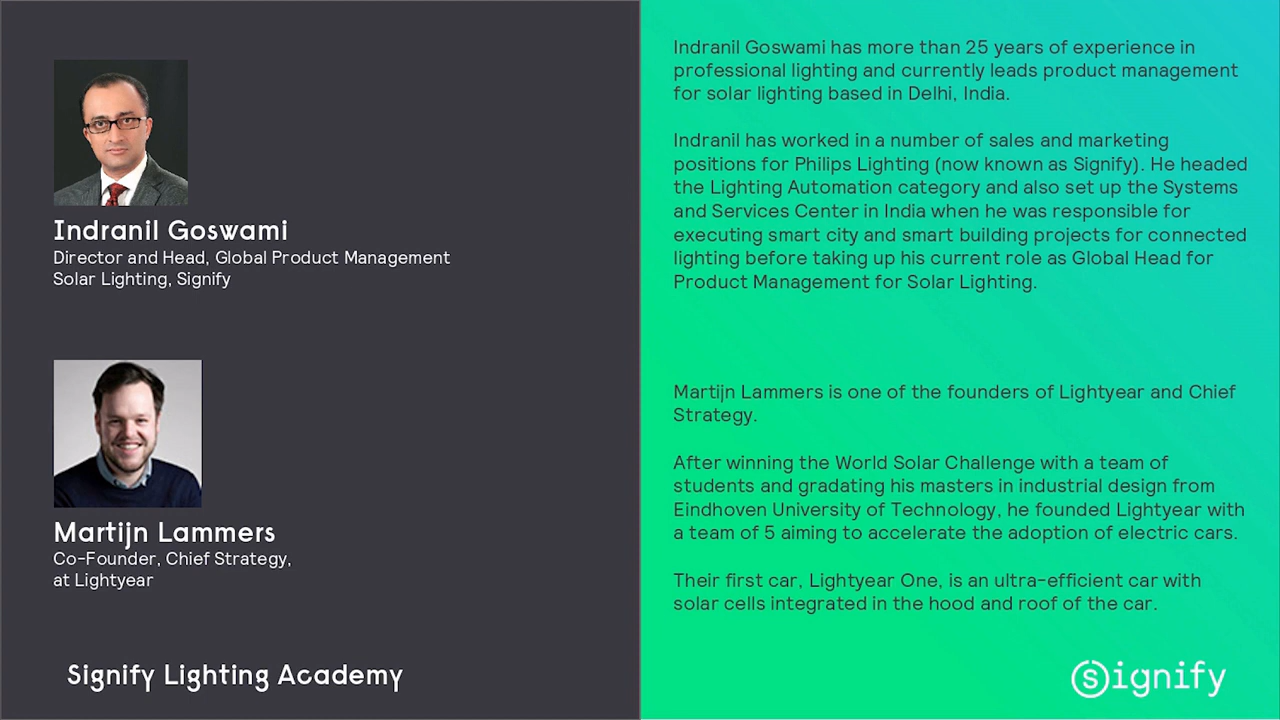 Indranil Goswami
Director and Head, Global Product Management
Solar Lighting, Signify
Indranil Goswami has more than 25 years of experience in
professional lighting and currently leads product management
for solar lighting based in Delhi, India.
Indranil has worked in a number of sales and marketing
positions for Philips Lighting (now known as Signify). He headed
the Lighting Automation category and also set up the Systems
and Services Center in India when he was responsible for
executing smart city and smart building projects for connected
lighting before taking up his current role as Global Head for
Product Management for Solar Lighting.
Martijn Lammers
Co-Founder, Chief Strategy,
at Lightyear
Martijn Lammers is one of the founders of Lightyear and Chief
Strategy.
After winning the World Solar Challenge with a team of
students and gradating his masters in industrial design from
Eindhoven University of Technology, he founded Lightyear with
a team of 5 aiming to accelerate the adoption of electric cars.
Their first car, Lightyear One, is an ultra-efficient car with
solar cells integrated in the hood and roof of the car.
Signify Lighting Academy
Signify